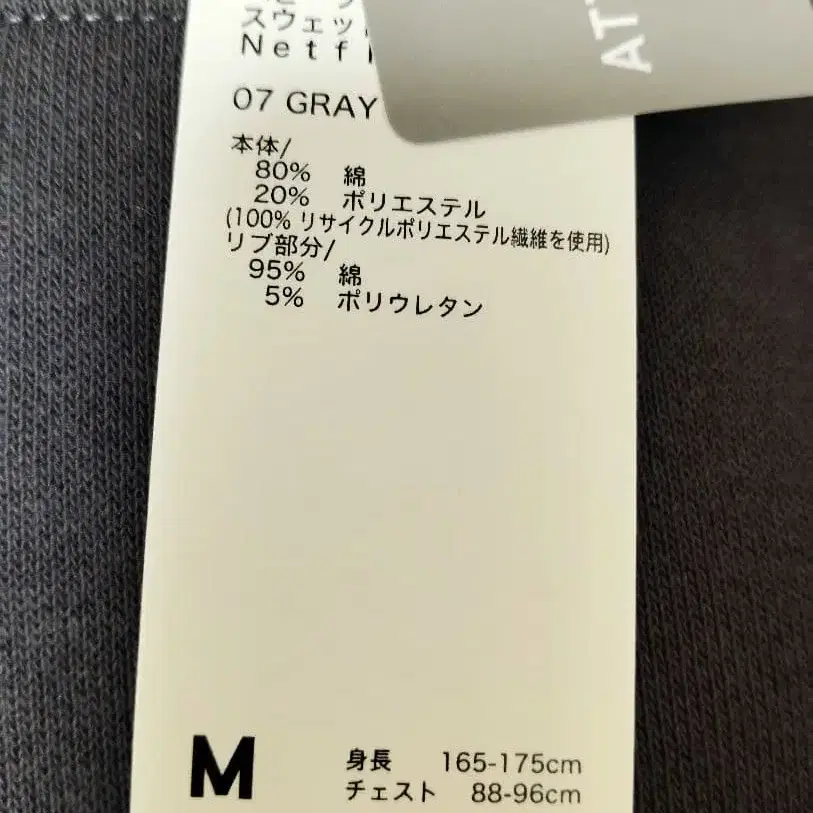 スウェッ
Netf
07 GRAY
本体/
80% 綿
20% ポリエステル
(100% リサイクルポリエステル繊維を使用)
リブ部分/
95% 綿
5% ポリウレタン
M
身長 165-175cm
チェスト 88-96cm
AT